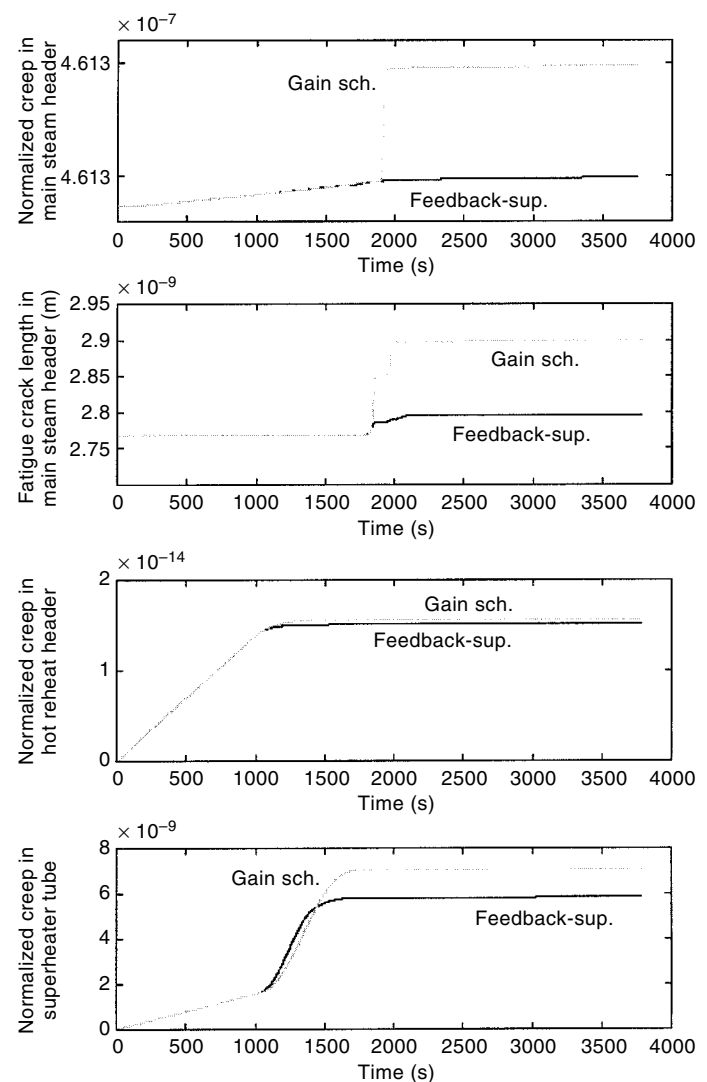 × 10⁻⁷
Normalized creep in
main steam header
4.613
4.613
Gain sch.
Feedback-sup.
0 500 1000 1500 2000 2500 3000 3500 4000
Time (s)
× 10⁻⁹
Fatigue crack length in
main steam header (m)
2.95
2.9
2.85
2.8
2.75
Gain sch.
Feedback-sup.
0 500 1000 1500 2000 2500 3000 3500 4000
Time (s)
× 10⁻¹⁴
Normalized creep in
hot reheat header
2
1
0
Gain sch.
Feedback-sup.
0 500 1000 1500 2000 2500 3000 3500 4000
Time (s)
× 10⁻⁹
Normalized creep in
superheater tube
8
6
4
2
0
Gain sch.
Feedback-sup.
0 500 1000 1500 2000 2500 3000 3500 4000
Time (s)